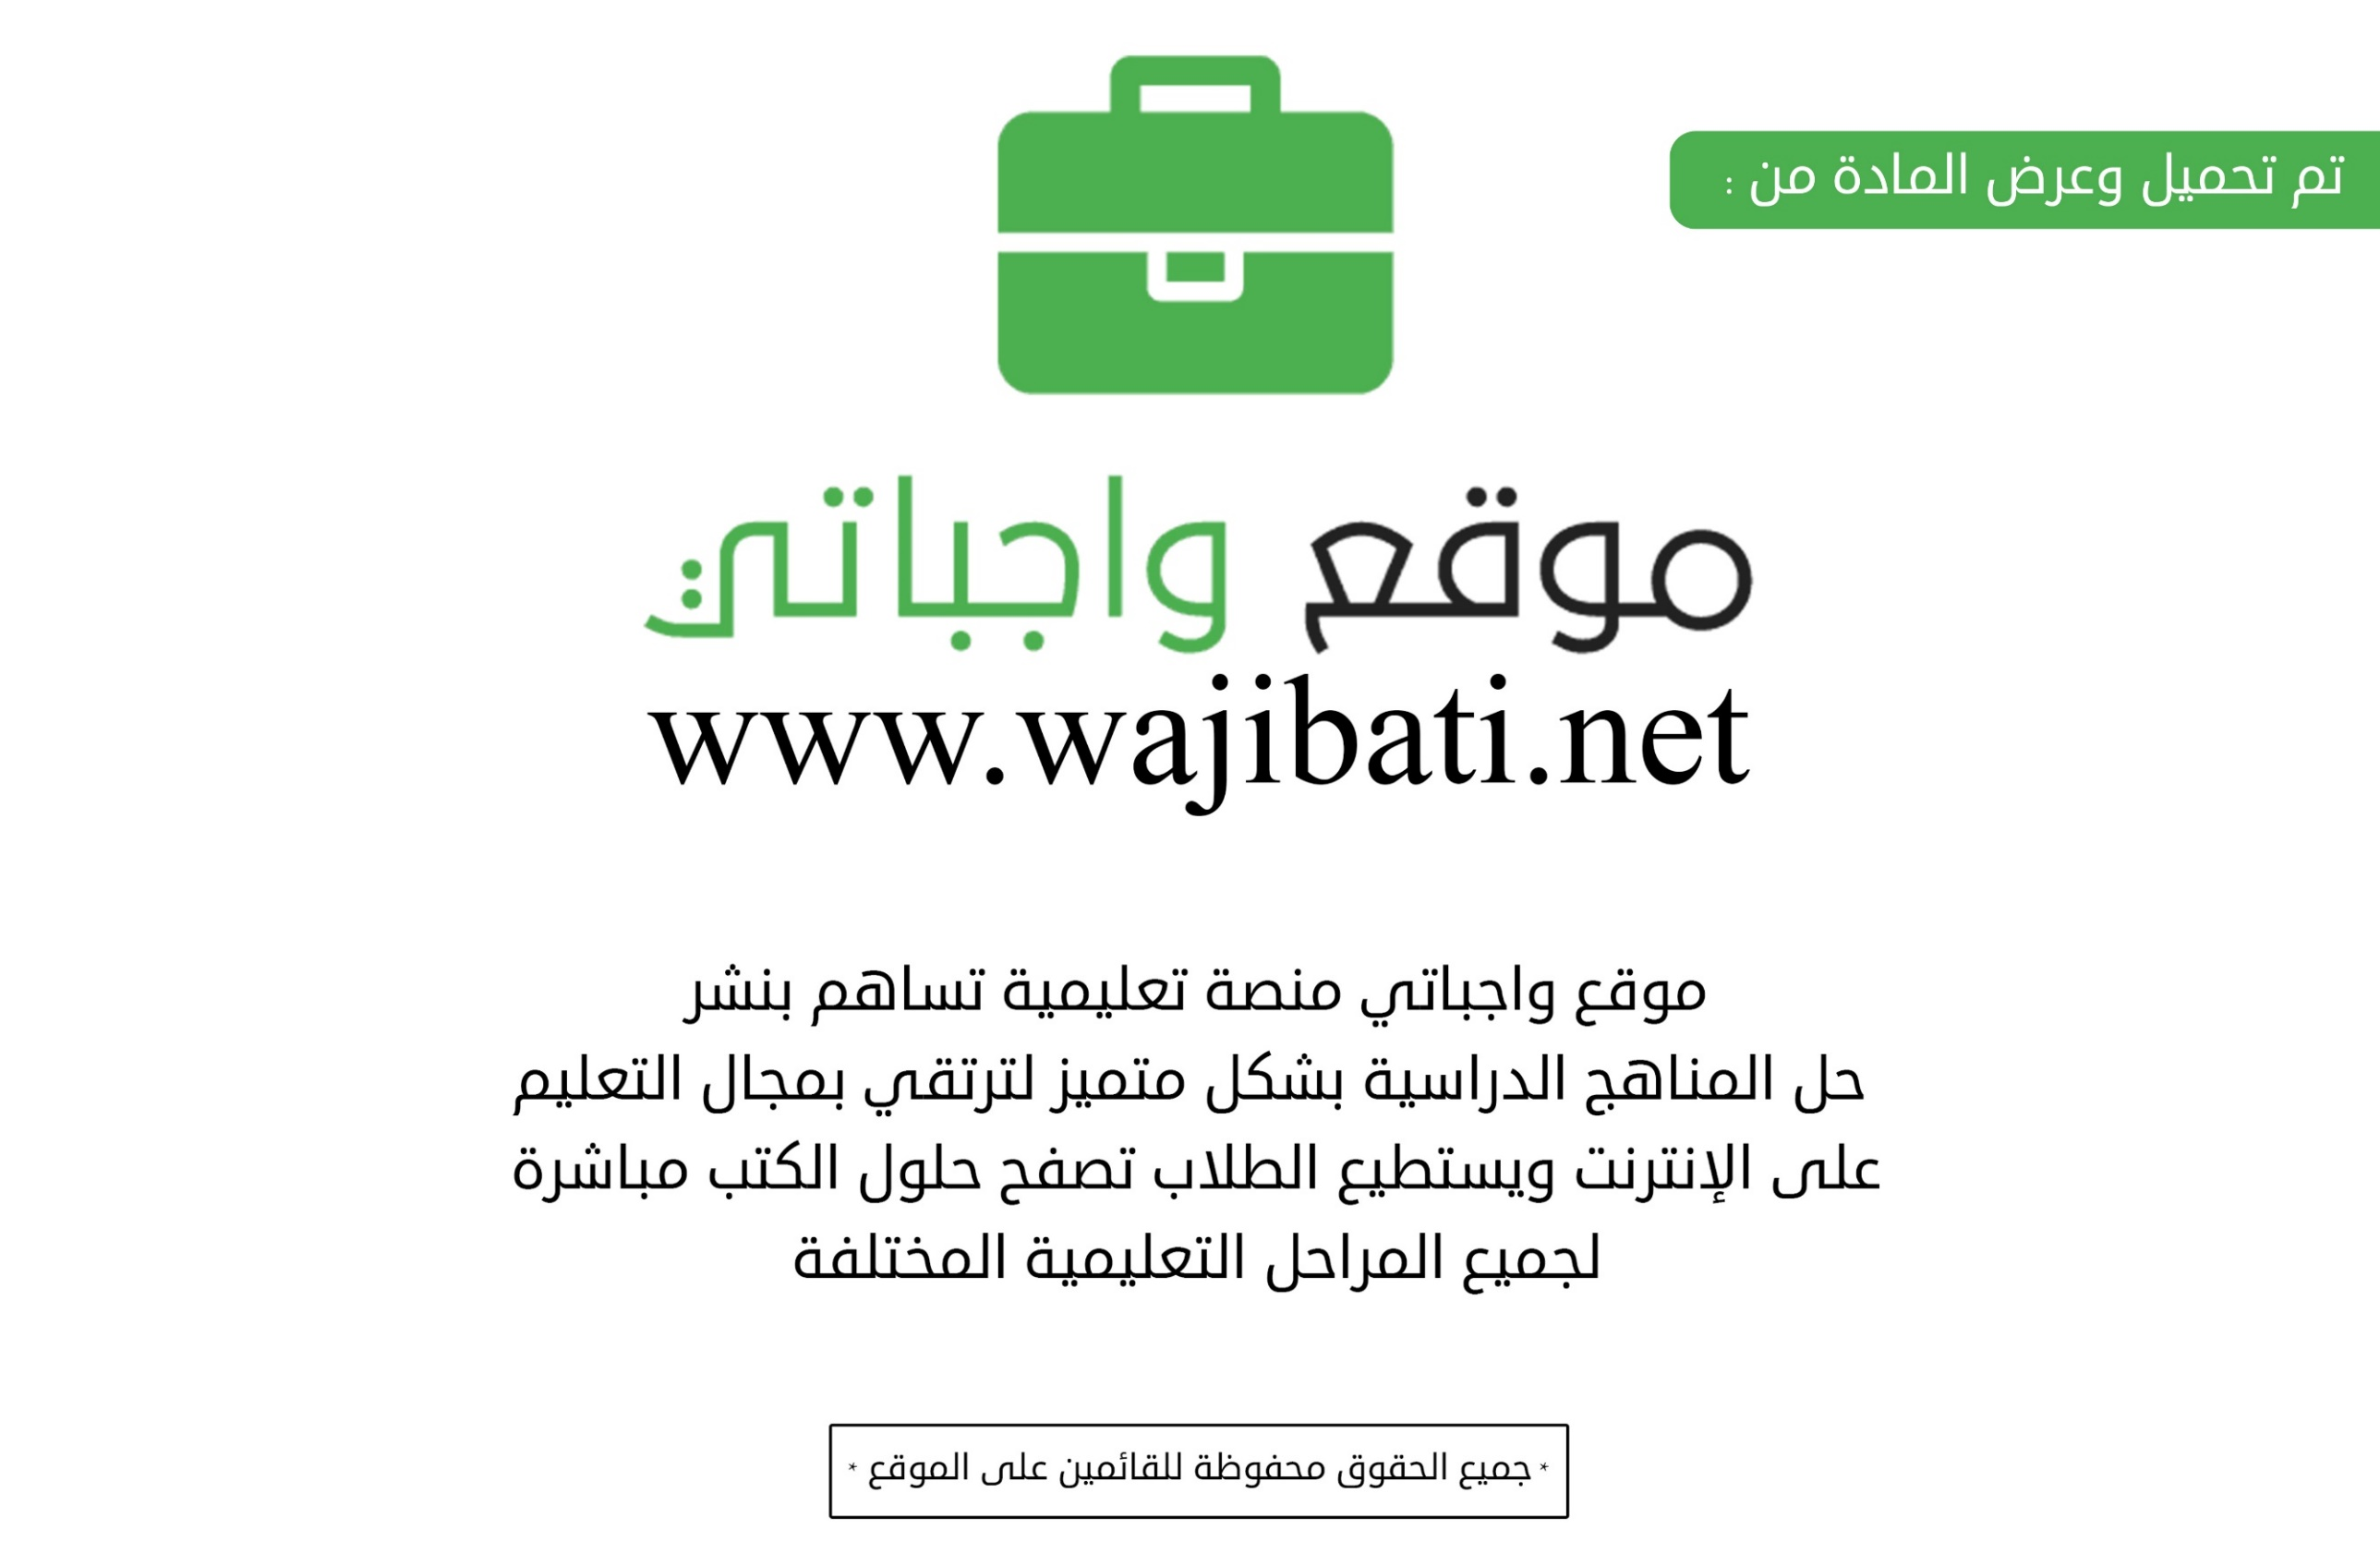 تم تحميل وعرض المادة من :
موقع واجباتي
www.wajibati.net
موقع واجباتي منصة تعليمية تساهم بنشر
حل المناهج الدراسية بشكل متميز لترتقي بمجال التعليم
على الإنترنت ويستطيع الطلاب تصفح حلول الكتب مباشرة
لجميع المراحل التعليمية المختلفة
* جميع الحقوق محفوظة للقائمين على الموقع *